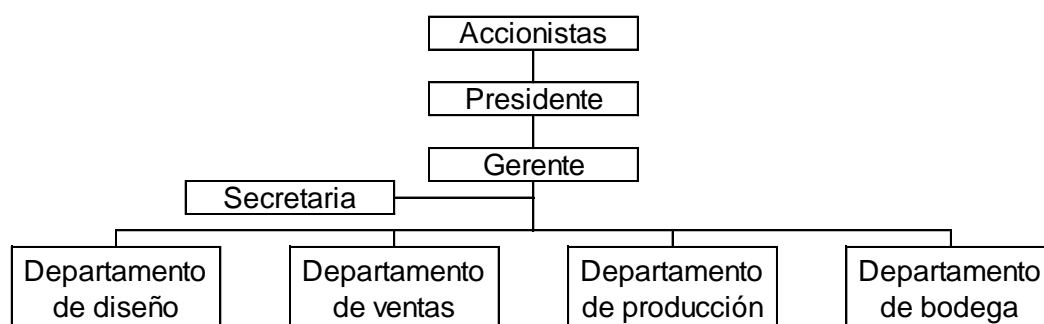 Accionistas
Presidente
Gerente
Secretaria
Departamento
de diseño
Departamento
de ventas
Departamento
de producción
Departamento
de bodega